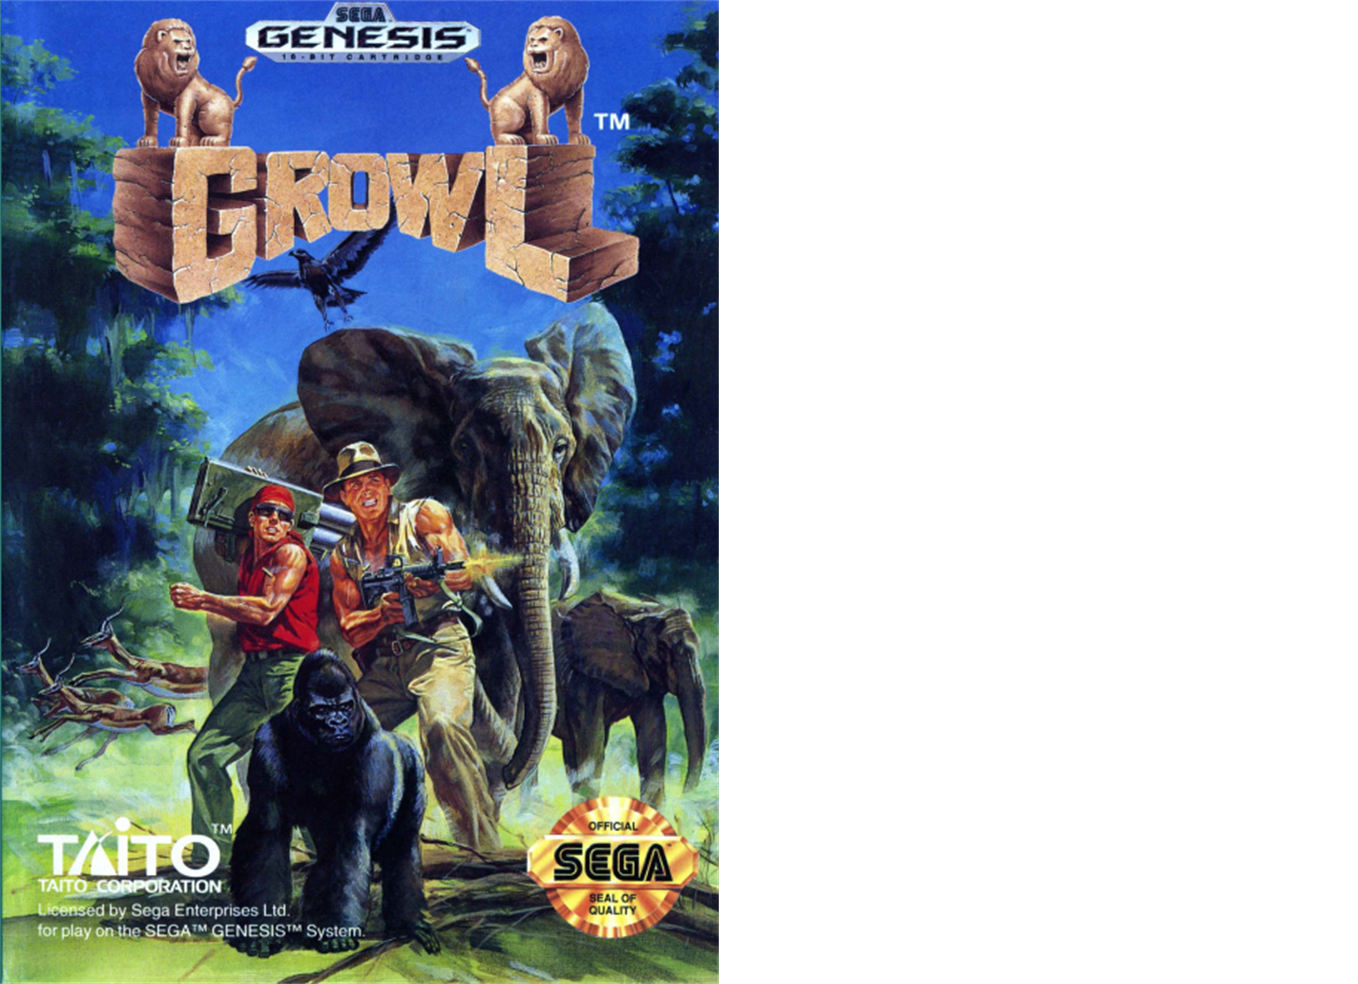 SEGA
GENESIS
16-BIT CARTRIDGE
TM
GROWL
TAITO TM
TAITO CORPORATION
Licensed by Sega Enterprises Ltd.
for play on the SEGA™ GENESIS™ System.
OFFICIAL
SEGA
SEAL OF
QUALITY